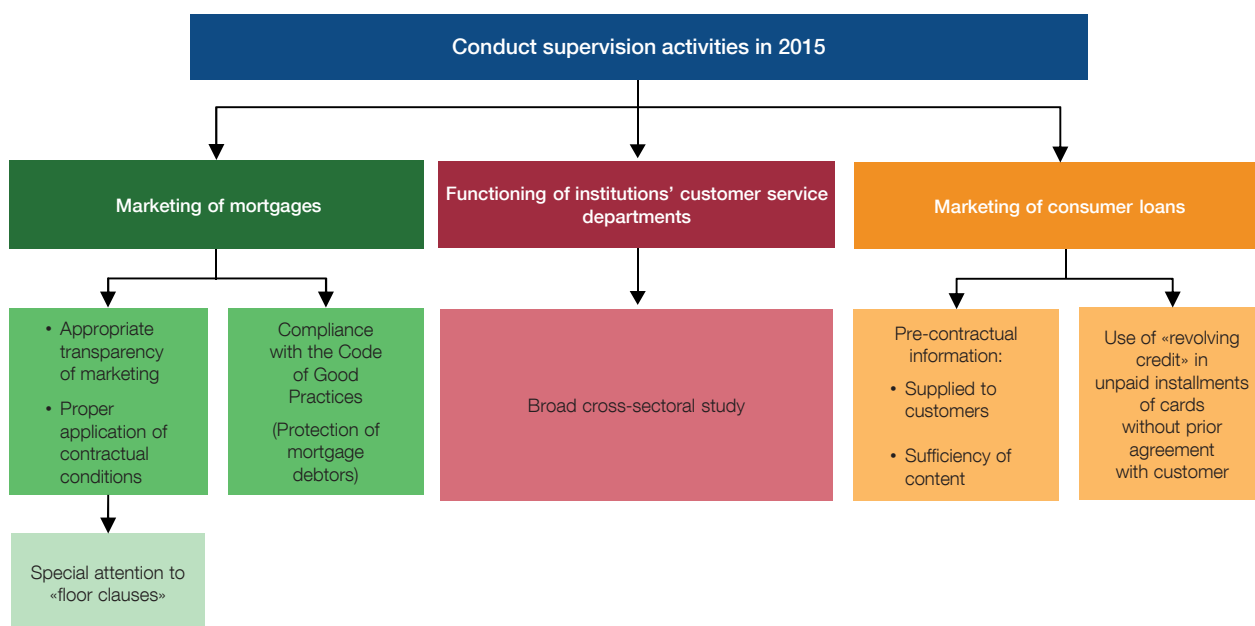 Conduct supervision activities in 2015
Marketing of mortgages
Functioning of institutions’ customer service
departments
Marketing of consumer loans
• Appropriate
transparency
of marketing
• Proper
application of
contractual
conditions
Compliance
with the Code
of Good
Practices
(Protection of
mortgage
debtors)
Broad cross-sectoral study
Pre-contractual
information:
• Supplied to
customers
• Sufficiency of
content
Use of «revolving
credit» in
unpaid installments
of cards
without prior
agreement
with customer
Special attention to
«floor clauses»